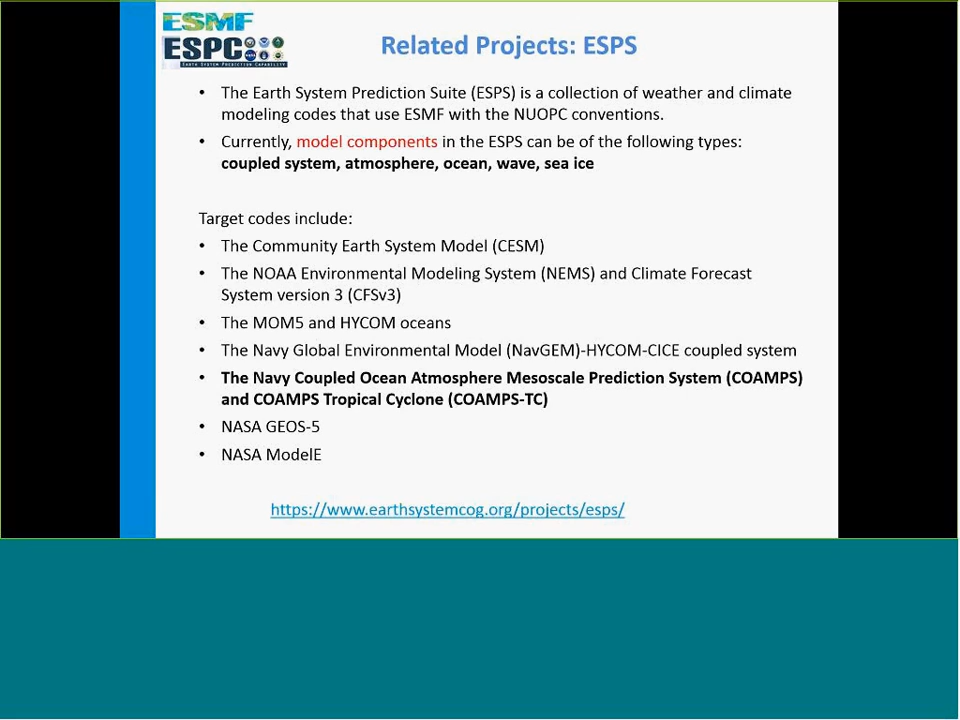 ESMF
ESPC
EARTH SYSTEM PREDICTION CAPABILITY
Related Projects: ESPS
• The Earth System Prediction Suite (ESPS) is a collection of weather and climate
modeling codes that use ESMF with the NUOPC conventions.
• Currently, model components in the ESPS can be of the following types:
coupled system, atmosphere, ocean, wave, sea ice
Target codes include:
• The Community Earth System Model (CESM)
• The NOAA Environmental Modeling System (NEMS) and Climate Forecast
System version 3 (CFSv3)
• The MOM5 and HYCOM oceans
• The Navy Global Environmental Model (NavGEM)-HYCOM-CICE coupled system
• The Navy Coupled Ocean Atmosphere Mesoscale Prediction System (COAMPS)
and COAMPS Tropical Cyclone (COAMPS-TC)
• NASA GEOS-5
• NASA ModelE
https://www.earthsystemcog.org/projects/esps/